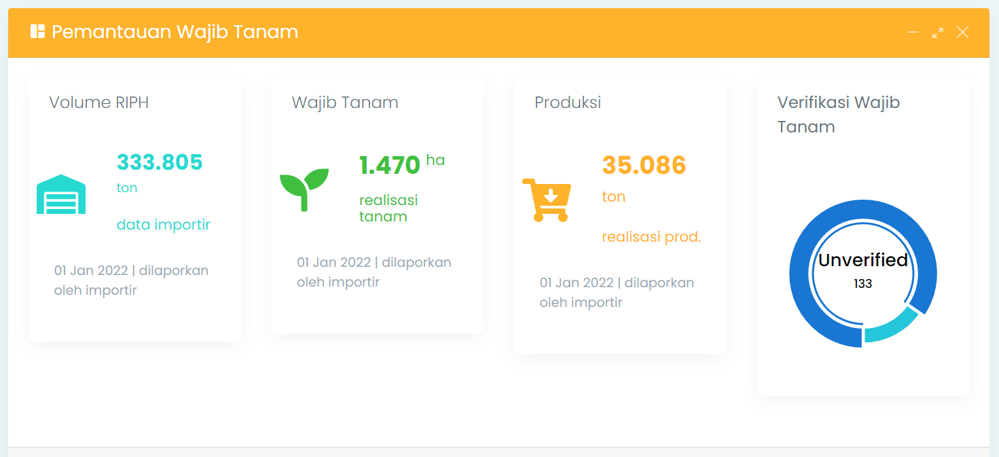 Pemantauan Wajib Tanam
Volume RIPH
333.805
ton
data importir
01 Jan 2022 | dilaporkan
oleh importir
Wajib Tanam
1.470 ha
realisasi
tanam
01 Jan 2022 | dilaporkan
oleh importir
Produksi
35.086
ton
realisasi prod.
01 Jan 2022 | dilaporkan
oleh importir
Verifikasi Wajib
Tanam
Unverified
133